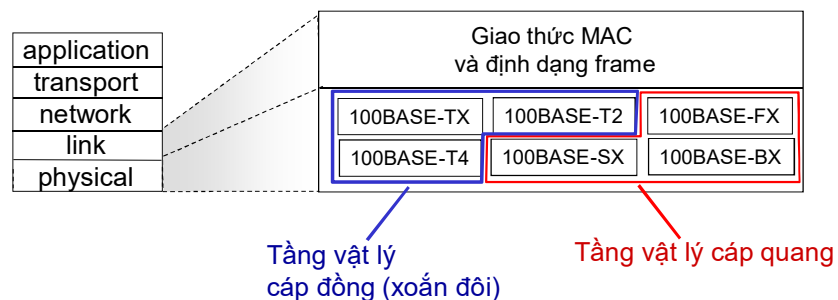 application
transport
network
link
physical
Giao thức MAC
và định dạng frame
100BASE-TX
100BASE-T2
100BASE-FX
100BASE-T4
100BASE-SX
100BASE-BX
Tầng vật lý
cáp đồng (xoắn đôi)
Tầng vật lý cáp quang